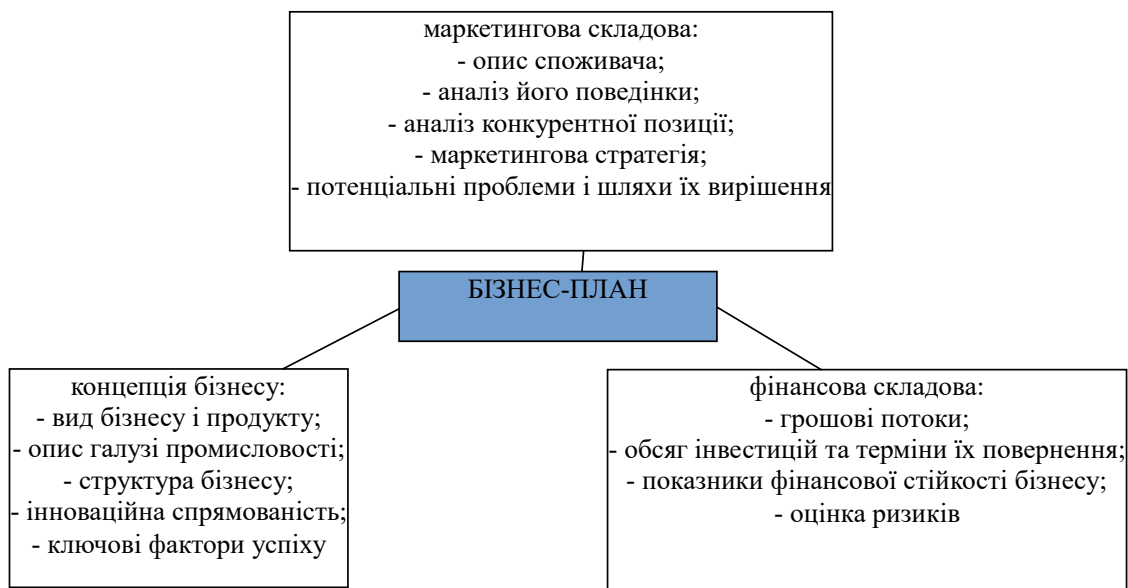 маркетингова складова:
- опис споживача;
- аналіз його поведінки;
- аналіз конкурентної позиції;
- маркетингова стратегія;
- потенціальні проблеми і шляхи їх вирішення
БІЗНЕС-ПЛАН
концепція бізнесу:
- вид бізнесу і продукту;
- опис галузі промисловості;
- структура бізнесу;
- інноваційна спрямованість;
- ключові фактори успіху
фінансова складова:
- грошові потоки;
- обсяг інвестицій та терміни їх повернення;
- показники фінансової стійкості бізнесу;
- оцінка ризиків